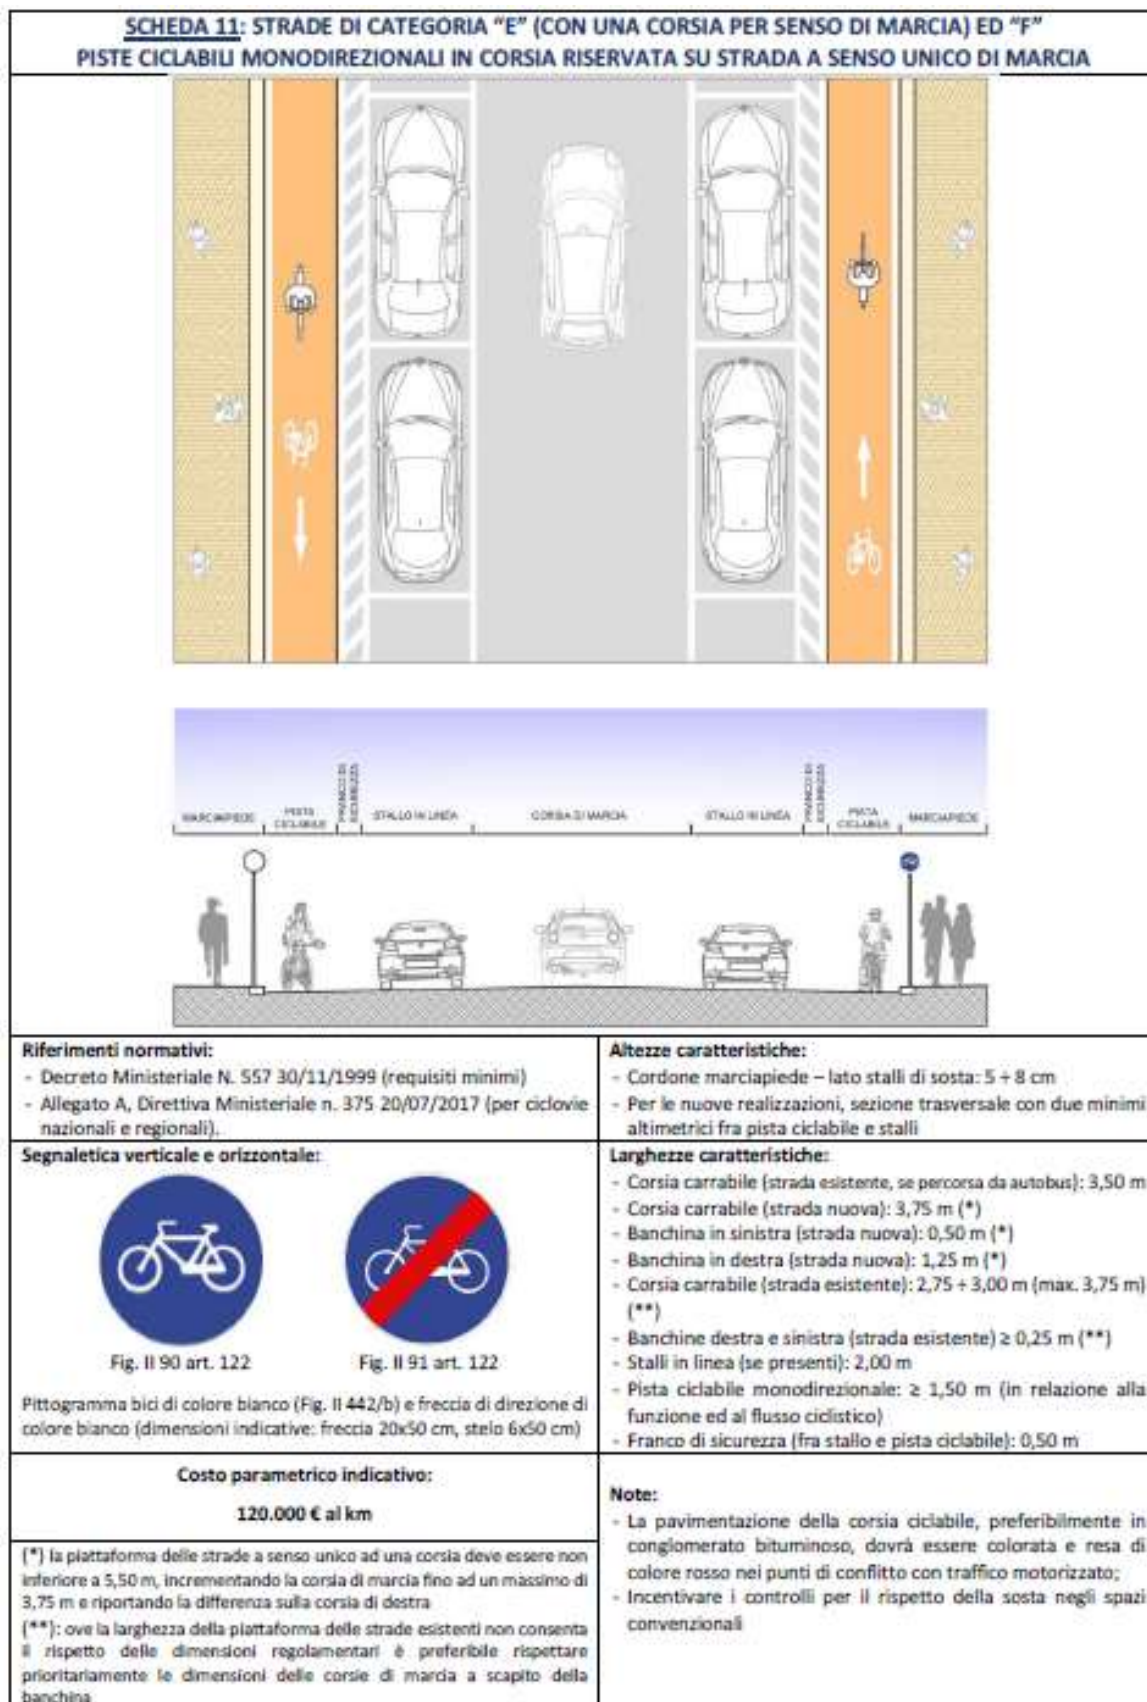 SCHEDA 11: STRADE DI CATEGORIA “E” (CON UNA CORSIA PER SENSO DI MARCIA) ED “F”
PISTE CICLABILI MONODIREZIONALI IN CORSIA RISERVATA SU STRADA A SENSO UNICO DI MARCIA
MARCIAPIEDE
PISTA
CICLABILE
FRANCO DI
SICUREZZA
STALLO IN LINEA
CORSIA DI MARCIA
STALLO IN LINEA
FRANCO DI
SICUREZZA
PISTA
CICLABILE
MARCIAPIEDE
Riferimenti normativi:
- Decreto Ministeriale N. 557 30/11/1999 (requisiti minimi)
- Allegato A, Direttiva Ministeriale n. 375 20/07/2017 (per ciclovie
nazionali e regionali).
Altezze caratteristiche:
- Cordone marciapiede – lato stalli di sosta: 5 ÷ 8 cm
- Per le nuove realizzazioni, sezione trasversale con due minimi
altimetrici fra pista ciclabile e stalli
Segnaletica verticale e orizzontale:
Fig. II 90 art. 122
Fig. II 91 art. 122
Pittogramma bici di colore bianco (Fig. II 442/b) e freccia di direzione di
colore bianco (dimensioni indicative: freccia 20x50 cm, stelo 6x50 cm)
Larghezze caratteristiche:
- Corsia carrabile (strada esistente, se percorsa da autobus): 3,50 m
- Corsia carrabile (strada nuova): 3,75 m (*)
- Banchina in sinistra (strada nuova): 0,50 m (*)
- Banchina in destra (strada nuova): 1,25 m (*)
- Corsia carrabile (strada esistente): 2,75 ÷ 3,00 m (max. 3,75 m)
(**)
- Banchine destra e sinistra (strada esistente) ≥ 0,25 m (**)
- Stalli in linea (se presenti): 2,00 m
- Pista ciclabile monodirezionale: ≥ 1,50 m (in relazione alla
funzione ed al flusso ciclistico)
- Franco di sicurezza (fra stallo e pista ciclabile): 0,50 m
Costo parametrico indicativo:
120.000 € al km
(*) la piattaforma delle strade a senso unico ad una corsia deve essere non
inferiore a 5,50 m, incrementando la corsia di marcia fino ad un massimo di
3,75 m e riportando la differenza sulla corsia di destra
(**): ove la larghezza della piattaforma delle strade esistenti non consenta
il rispetto delle dimensioni regolamentari è preferibile rispettare
prioritariamente le dimensioni delle corsie di marcia a scapito della
banchina
Note:
- La pavimentazione della corsia ciclabile, preferibilmente in
conglomerato bituminoso, dovrà essere colorata e resa di
colore rosso nei punti di conflitto con traffico motorizzato;
- Incentivare i controlli per il rispetto della sosta negli spazi
convenzionali